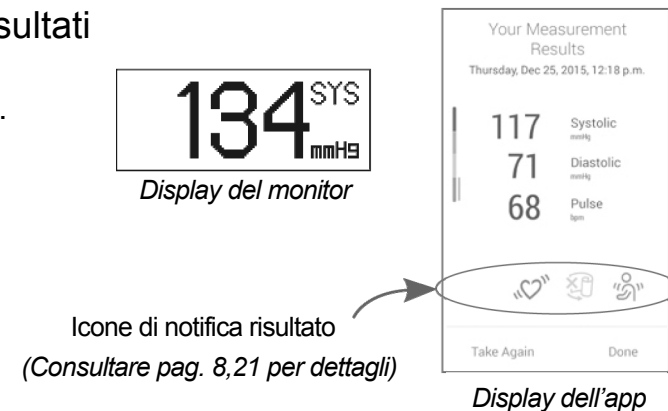 sultati
.
134 SYS
mmHg
Display del monitor
Your Measurement
Results
Thursday, Dec 25, 2015, 12:18 p.m.
117 Systolic
mmHg
71 Diastolic
mmHg
68 Pulse
bpm
Icone di notifica risultato
(Consultare pag. 8,21 per dettagli)
Take Again Done
Display dell'app